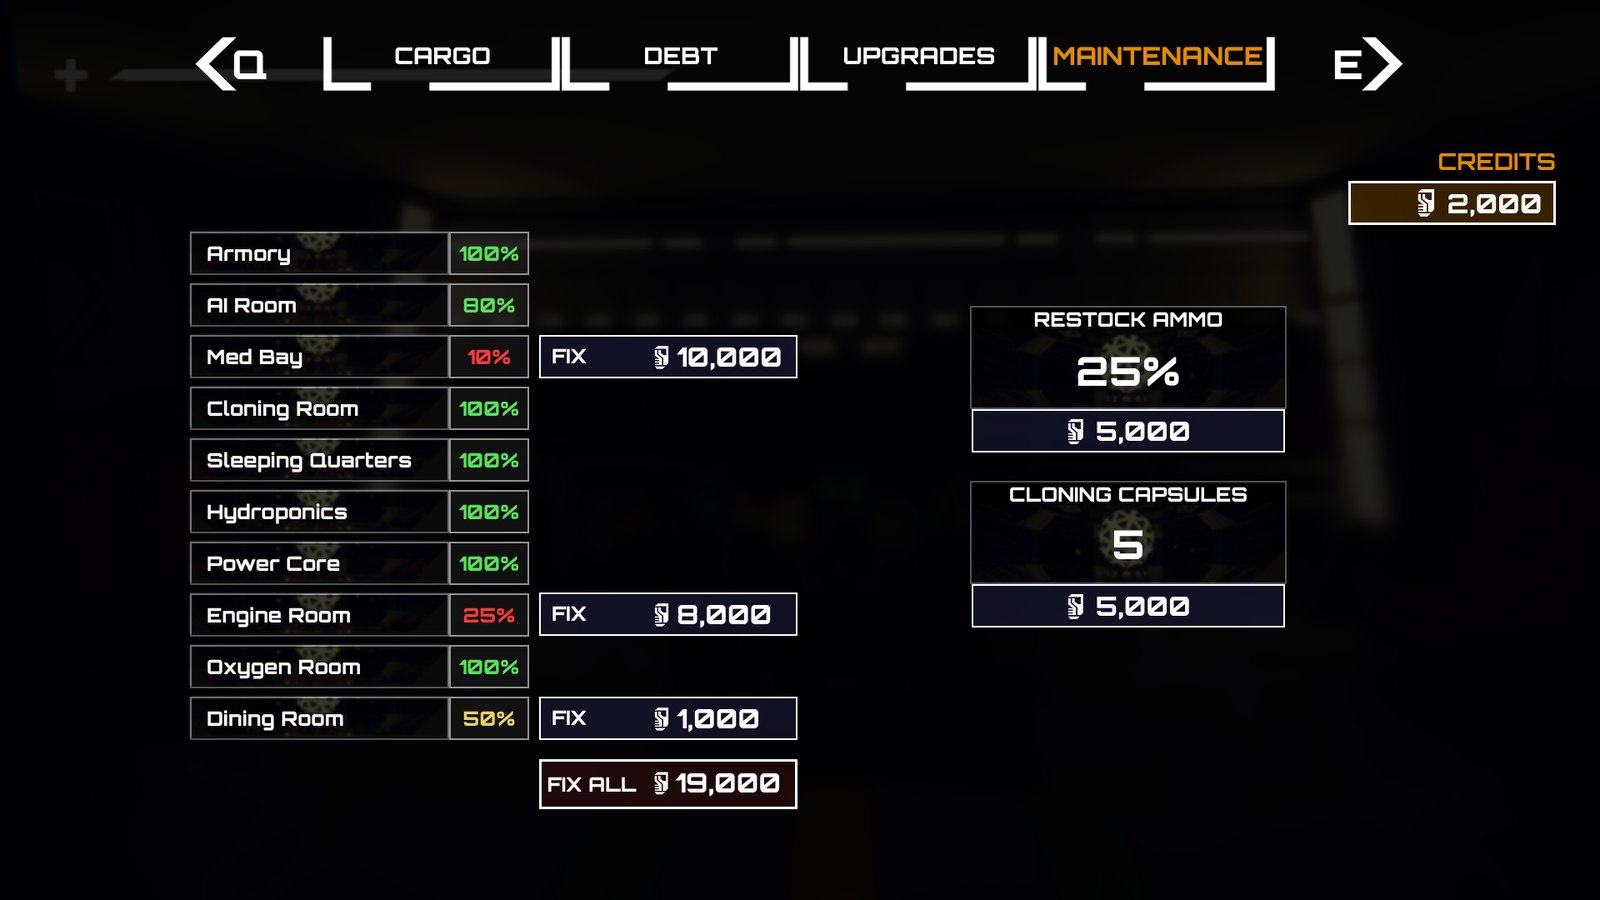 Q
CARGO
DEBT
UPGRADES
MAINTENANCE
E
CREDITS
2,000
Armory 100%
AI Room 80%
Med Bay 10% FIX 10,000
Cloning Room 100%
Sleeping Quarters 100%
Hydroponics 100%
Power Core 100%
Engine Room 25% FIX 8,000
Oxygen Room 100%
Dining Room 50% FIX 1,000
FIX ALL 19,000
RESTOCK AMMO
25%
5,000
CLONING CAPSULES
5
5,000